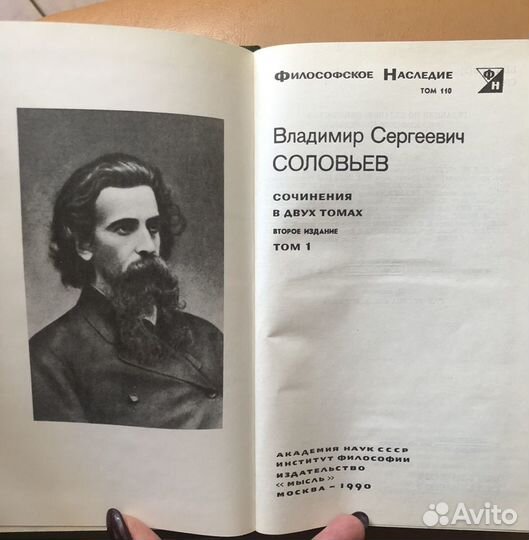 Философское Наследие
ТОМ 110
Ф
Н
Владимир Сергеевич
СОЛОВЬЕВ
СОЧИНЕНИЯ
В ДВУХ ТОМАХ
ВТОРОЕ ИЗДАНИЕ
ТОМ 1
АКАДЕМИЯ НАУК СССР
ИНСТИТУТ ФИЛОСОФИИ
ИЗДАТЕЛЬСТВО
«МЫСЛЬ»
МОСКВА – 1990
Avito